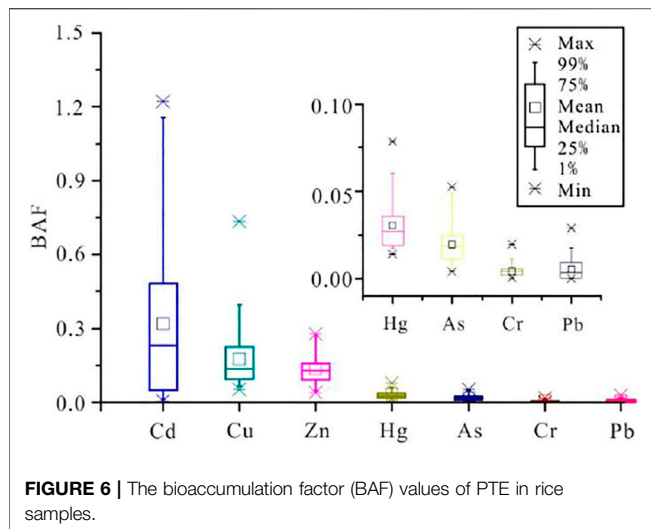 1.5
1.2
0.9
0.6
0.3
0.0
BAF
Cd Cu Zn Hg As Cr Pb
0.10
0.05
0.00
Hg As Cr Pb
Max
99%
75%
Mean
Median
25%
1%
Min
FIGURE 6 | The bioaccumulation factor (BAF) values of PTE in rice
samples.